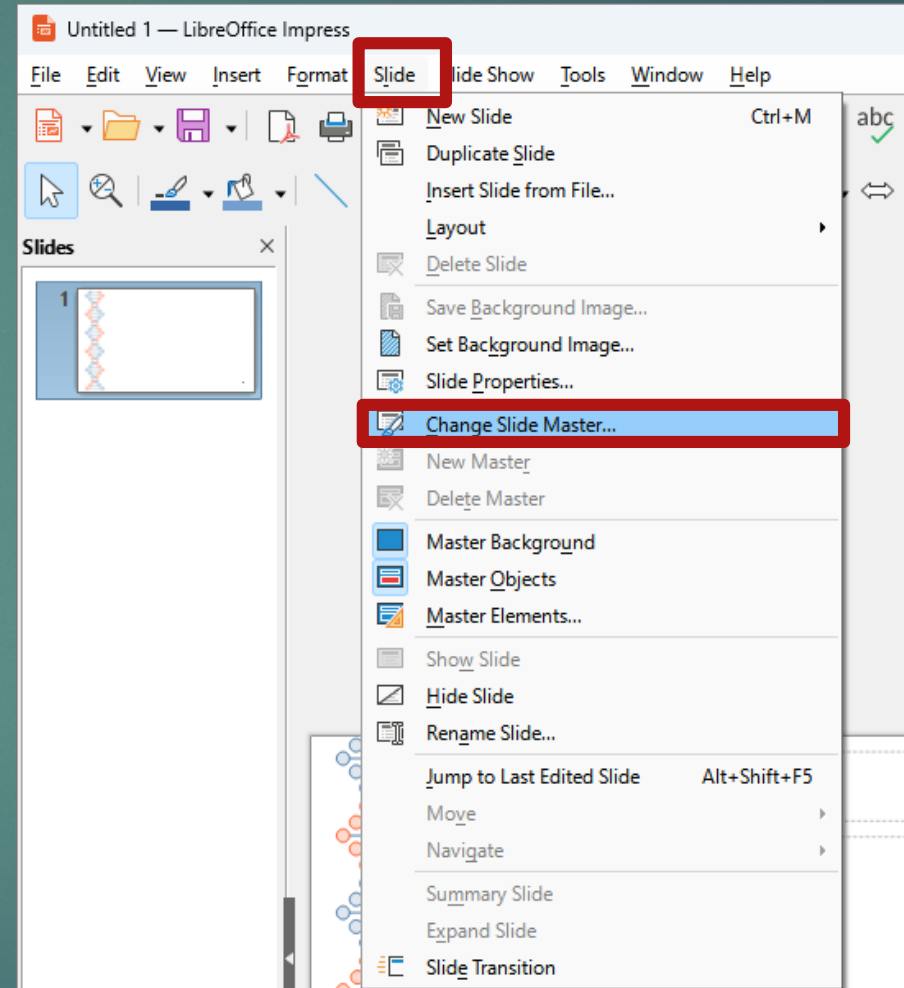 Untitled 1 — LibreOffice Impress
File Edit View Insert Format Slide lide Show Tools Window Help
New Slide Ctrl+M
abc
Duplicate Slide
Insert Slide from File...
Layout
Slides
Delete Slide
1
Save Background Image...
Set Background Image...
Slide Properties...
Change Slide Master...
New Master
Delete Master
Master Background
Master Objects
Master Elements...
Show Slide
Hide Slide
Rename Slide...
Jump to Last Edited Slide Alt+Shift+F5
Move
Navigate
Summary Slide
Expand Slide
Slide Transition